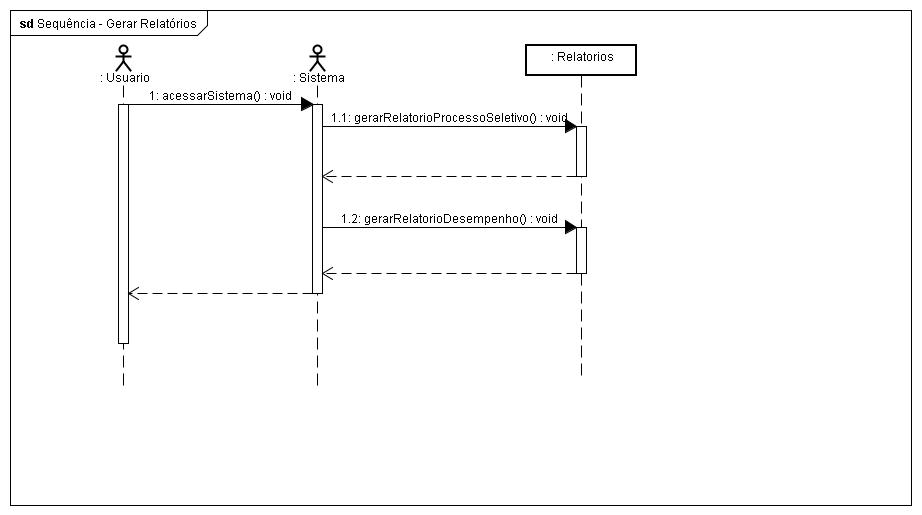 sd Sequência - Gerar Relatórios
: Usuario
: Sistema
: Relatorios
1: acessarSistema() : void
1.1: gerarRelatorioProcessoSeletivo() : void
1.2: gerarRelatorioDesempenho() : void